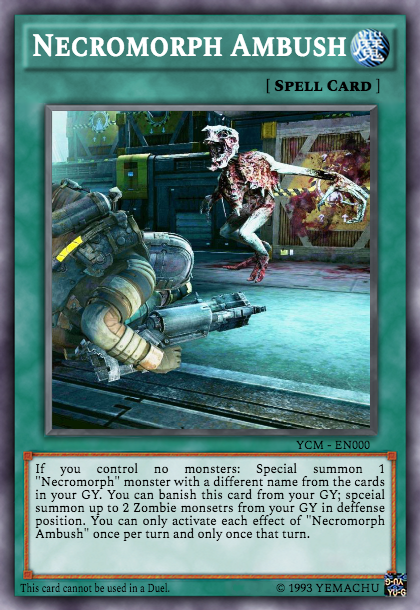 NECROMORPH AMBUSH
[ SPELL CARD ]
YCM - EN000
If you control no monsters: Special summon 1
"Necromorph" monster with a different name from the cards
in your GY. You can banish this card from your GY; spceial
summon up to 2 Zombie monsetrs from your GY in deffense
position. You can only activate each effect of "Necromorph
Ambush" once per turn and only once that turn.
This card cannot be used in a Duel.
© 1993 YEMACHU